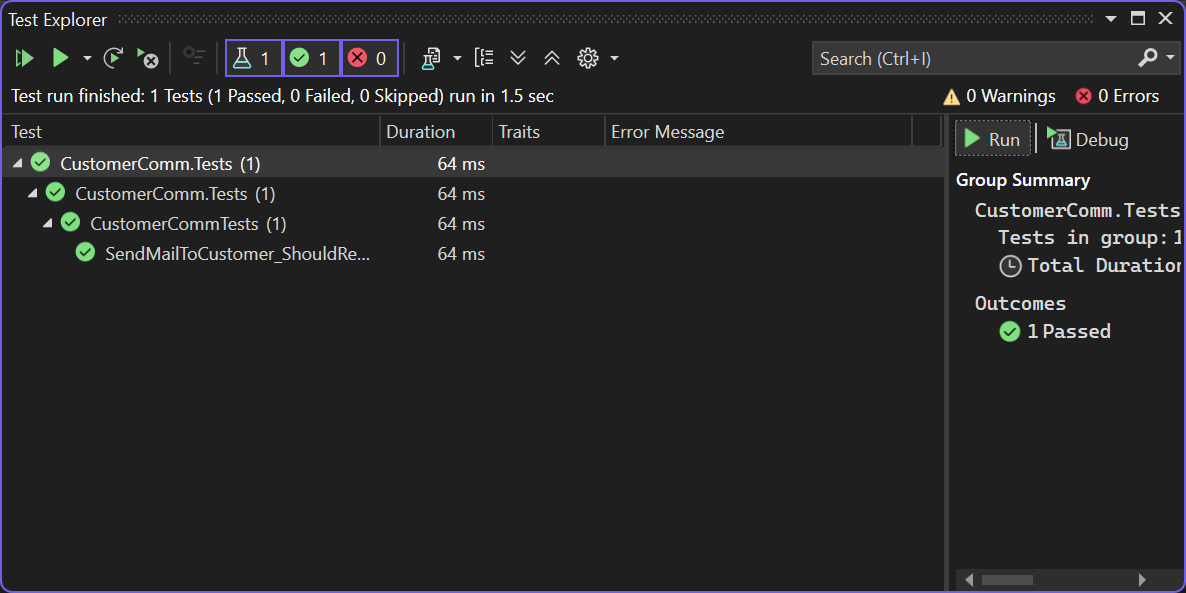 Test Explorer
1 1 0
Search (Ctrl+I)
Test run finished: 1 Tests (1 Passed, 0 Failed, 0 Skipped) run in 1.5 sec
0 Warnings 0 Errors
Test Duration Traits Error Message
CustomerComm.Tests (1) 64 ms
CustomerComm.Tests (1) 64 ms
CustomerCommTests (1) 64 ms
SendMailToCustomer_ShouldRe... 64 ms
Run Debug
Group Summary
CustomerComm.Tests
Tests in group: 1
Total Duration
Outcomes
1 Passed